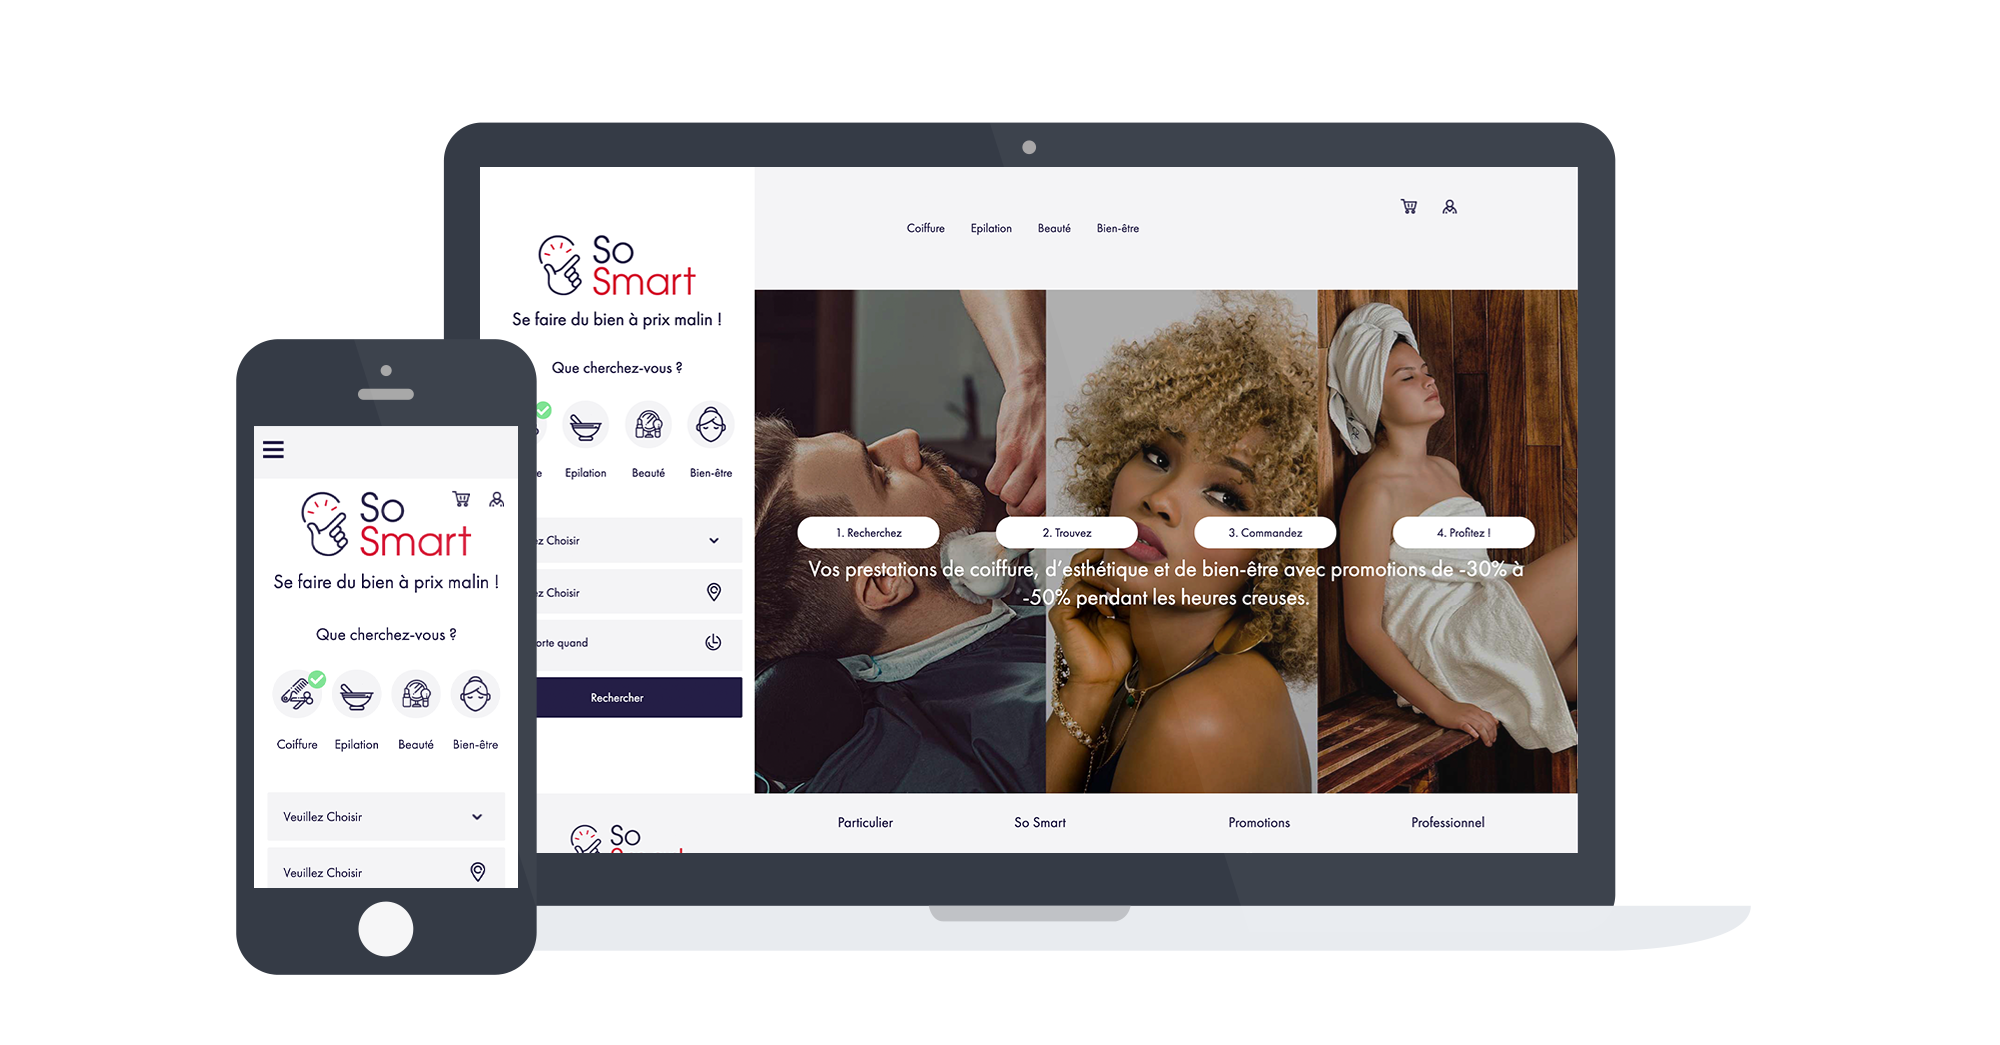 Coiffure Epilation Beauté Bien-être
So
Smart
Se faire du bien à prix malin !
Que cherchez-vous ?
Epilation Beauté Bien-être
Choisir
Choisir
quand
Rechercher
1. Recherchez
2. Trouvez
3. Commandez
4. Profitez !
Vos prestations de coiffure, d’esthétique et de bien-être avec promotions de -30% à
-50% pendant les heures creuses.
So
Particulier
So Smart
Promotions
Professionnel
So
Smart
Se faire du bien à prix malin !
Que cherchez-vous ?
Coiffure Epilation Beauté Bien-être
Veuillez Choisir
Veuillez Choisir